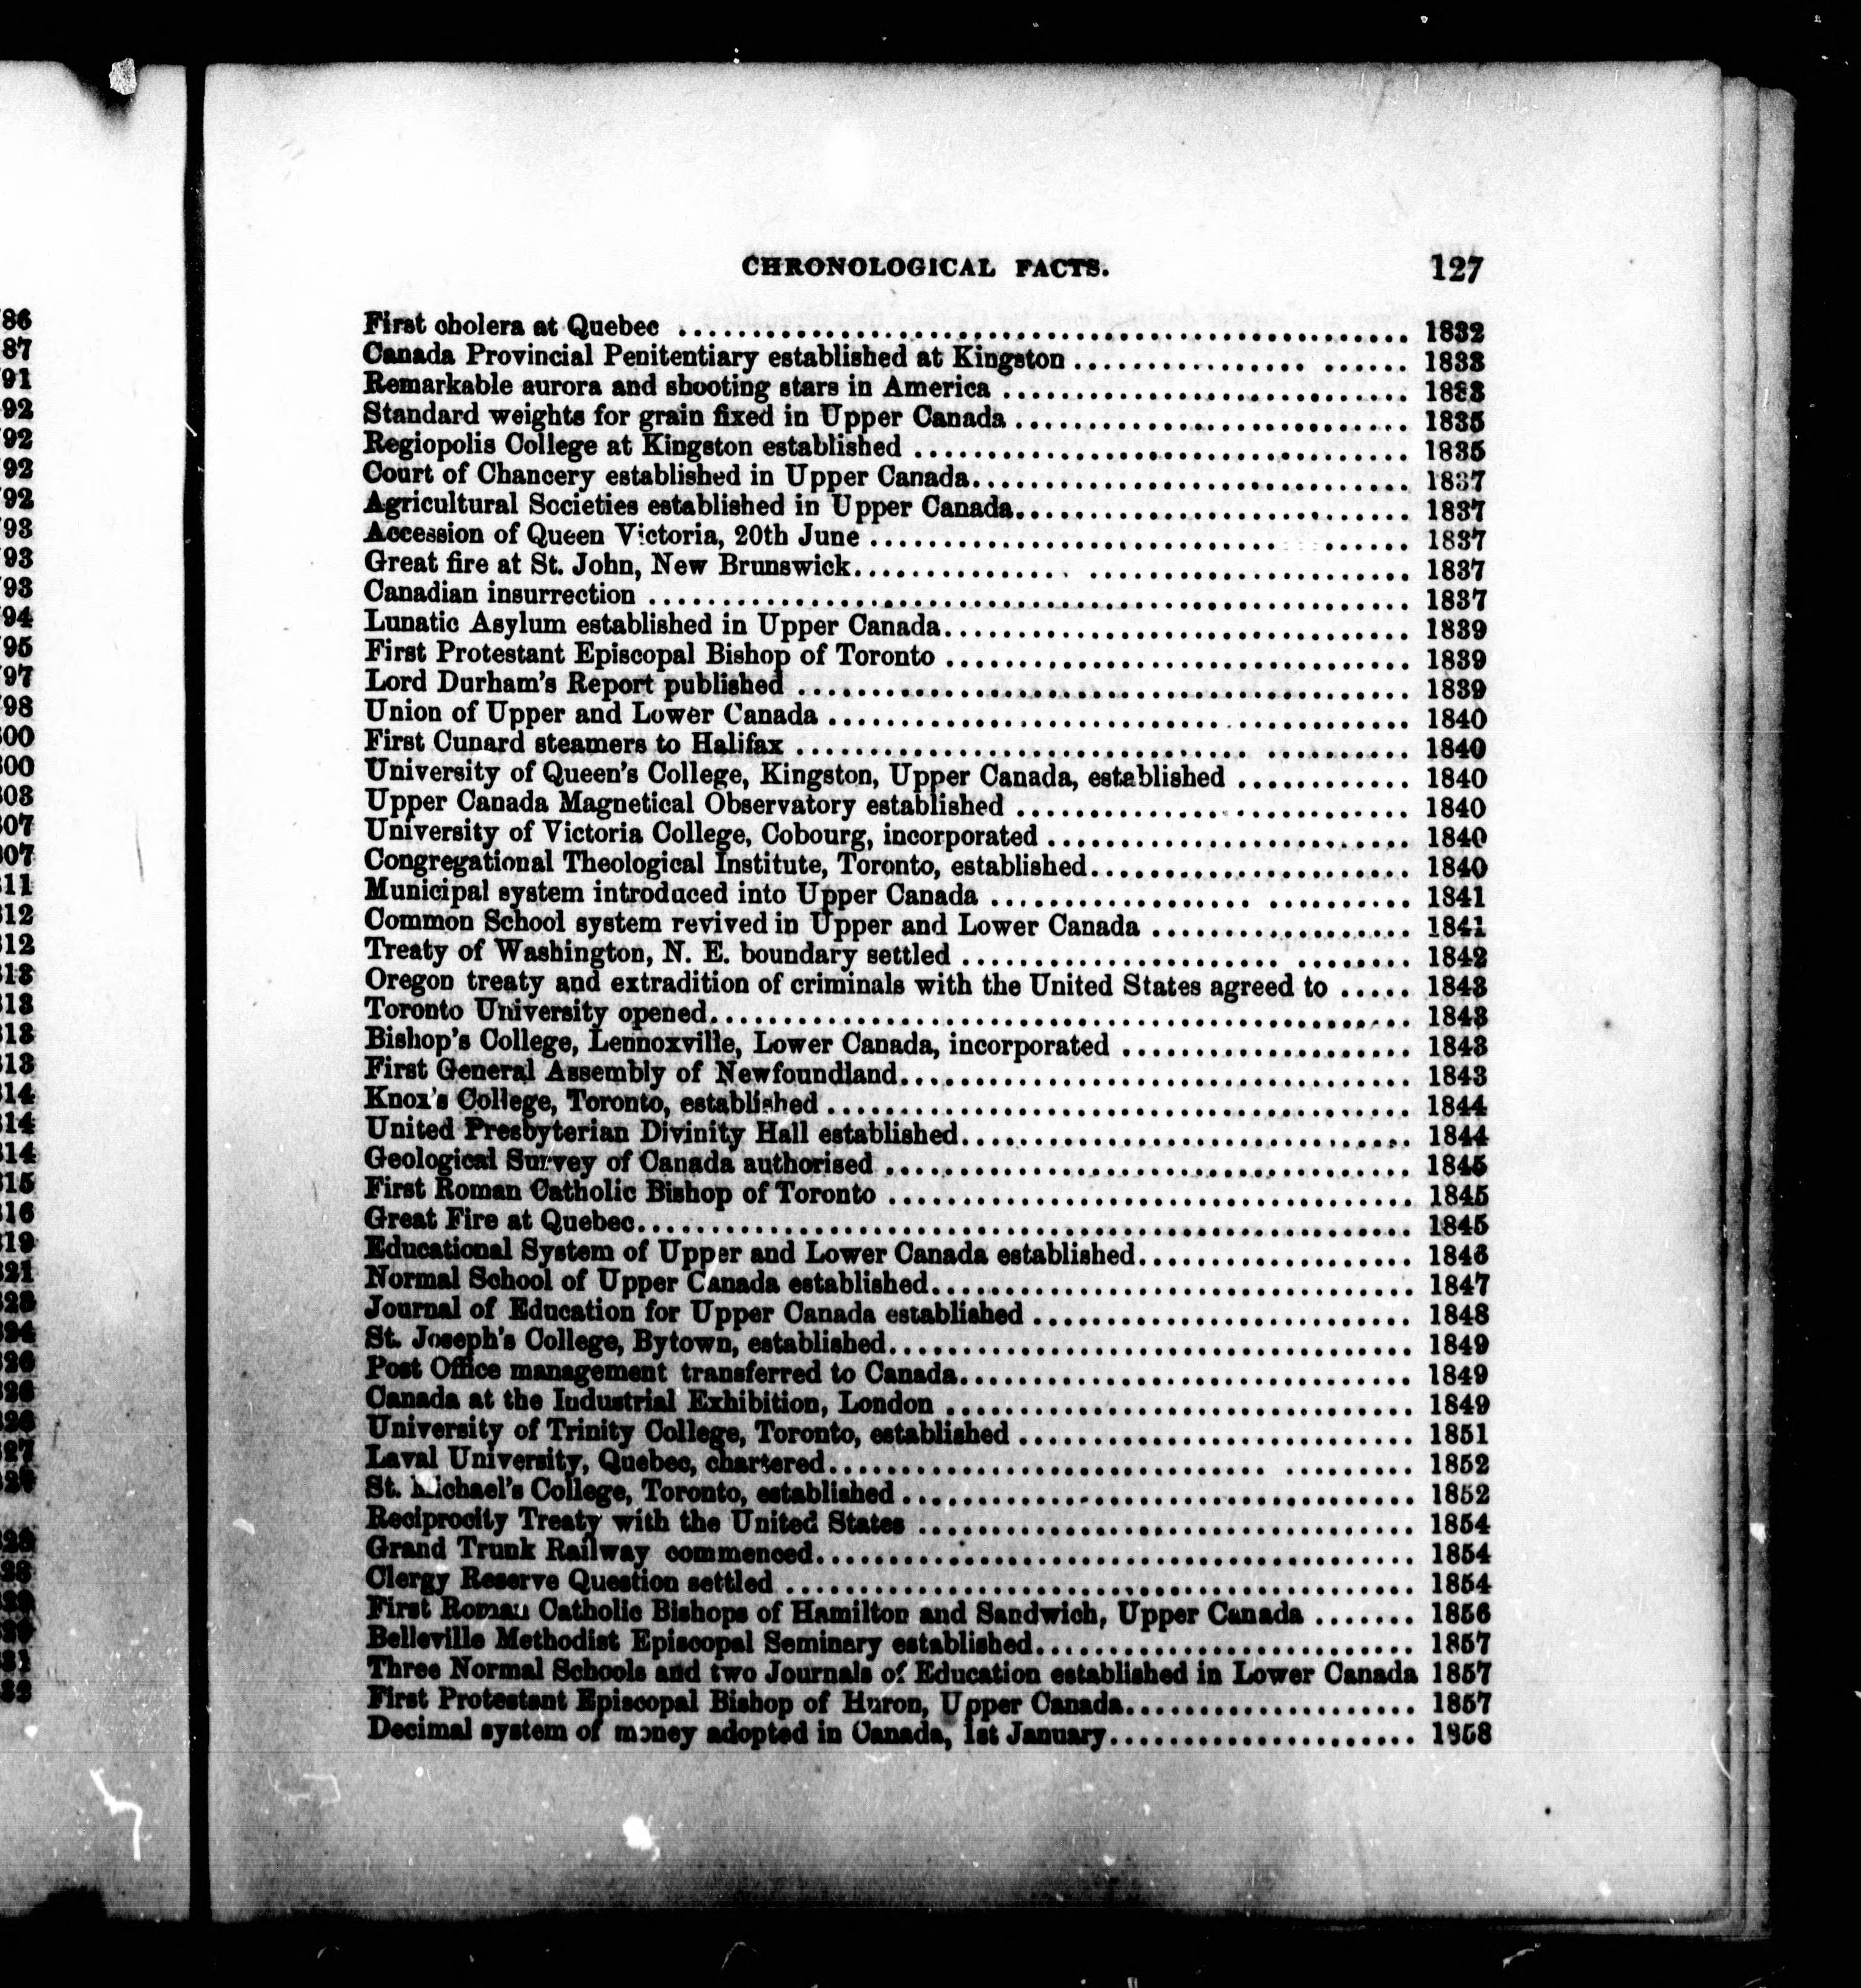 CHRONOLOGICAL FACTS. 127
First cholera at Quebec ........ 1832
Canada Provincial Penitentiary established at Kingston ........ 1833
Remarkable aurora and shooting stars in America ........ 1833
Standard weights for grain fixed in Upper Canada ........ 1835
Regiopolis College at Kingston established ........ 1835
Court of Chancery established in Upper Canada ........ 1837
Agricultural Societies established in Upper Canada ........ 1837
Accession of Queen Victoria, 20th June ........ 1837
Great fire at St. John, New Brunswick ........ 1837
Canadian insurrection ........ 1837
Lunatic Asylum established in Upper Canada ........ 1839
First Protestant Episcopal Bishop of Toronto ........ 1839
Lord Durham's Report published ........ 1839
Union of Upper and Lower Canada ........ 1840
First Cunard steamers to Halifax ........ 1840
University of Queen's College, Kingston, Upper Canada, established ........ 1840
Upper Canada Magnetical Observatory established ........ 1840
University of Victoria College, Cobourg, incorporated ........ 1840
Congregational Theological Institute, Toronto, established ........ 1840
Municipal system introduced into Upper Canada ........ 1841
Common School system revived in Upper and Lower Canada ........ 1841
Treaty of Washington, N. E. boundary settled ........ 1842
Oregon treaty and extradition of criminals with the United States agreed to ..... 1843
Toronto University opened ........ 1843
Bishop's College, Lennoxville, Lower Canada, incorporated ........ 1843
First General Assembly of Newfoundland ........ 1843
Knox's College, Toronto, established ........ 1844
United Presbyterian Divinity Hall established ........ 1844
Geological Survey of Canada authorised ........ 1845
First Roman Catholic Bishop of Toronto ........ 1845
Great Fire at Quebec ........ 1845
Educational System of Upper and Lower Canada established ........ 1846
Normal School of Upper Canada established ........ 1847
Journal of Education for Upper Canada established ........ 1848
St. Joseph's College, Bytown, established ........ 1849
Post Office management transferred to Canada ........ 1849
Canada at the Industrial Exhibition, London ........ 1849
University of Trinity College, Toronto, established ........ 1851
Laval University, Quebec, chartered ........ 1852
St. Michael's College, Toronto, established ........ 1852
Reciprocity Treaty with the United States ........ 1854
Grand Trunk Railway commenced ........ 1854
Clergy Reserve Question settled ........ 1854
First Roman Catholic Bishops of Hamilton and Sandwich, Upper Canada ....... 1856
Belleville Methodist Episcopal Seminary established ........ 1857
Three Normal Schools and two Journals of Education established in Lower Canada 1857
First Protestant Episcopal Bishop of Huron, Upper Canada ........ 1857
Decimal system of money adopted in Canada, 1st January ........ 1858